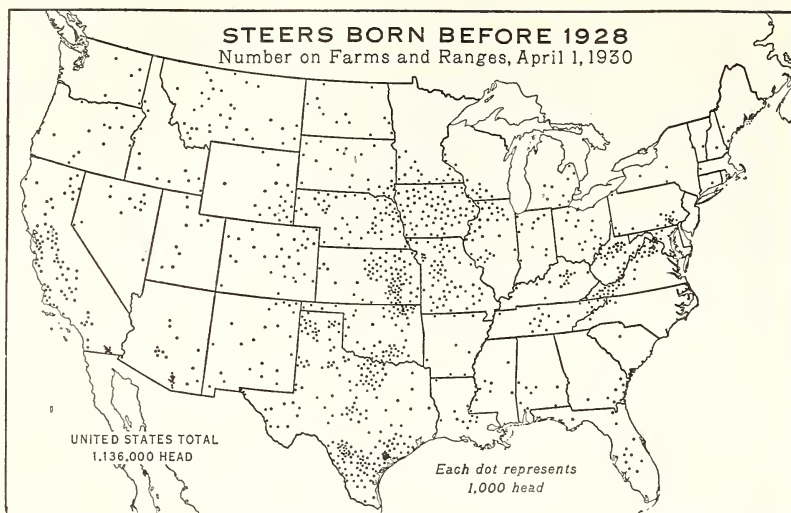 STEERS BORN BEFORE 1928
Number on Farms and Ranges, April 1, 1930
UNITED STATES TOTAL
1,136,000 HEAD
Each dot represents
1,000 head